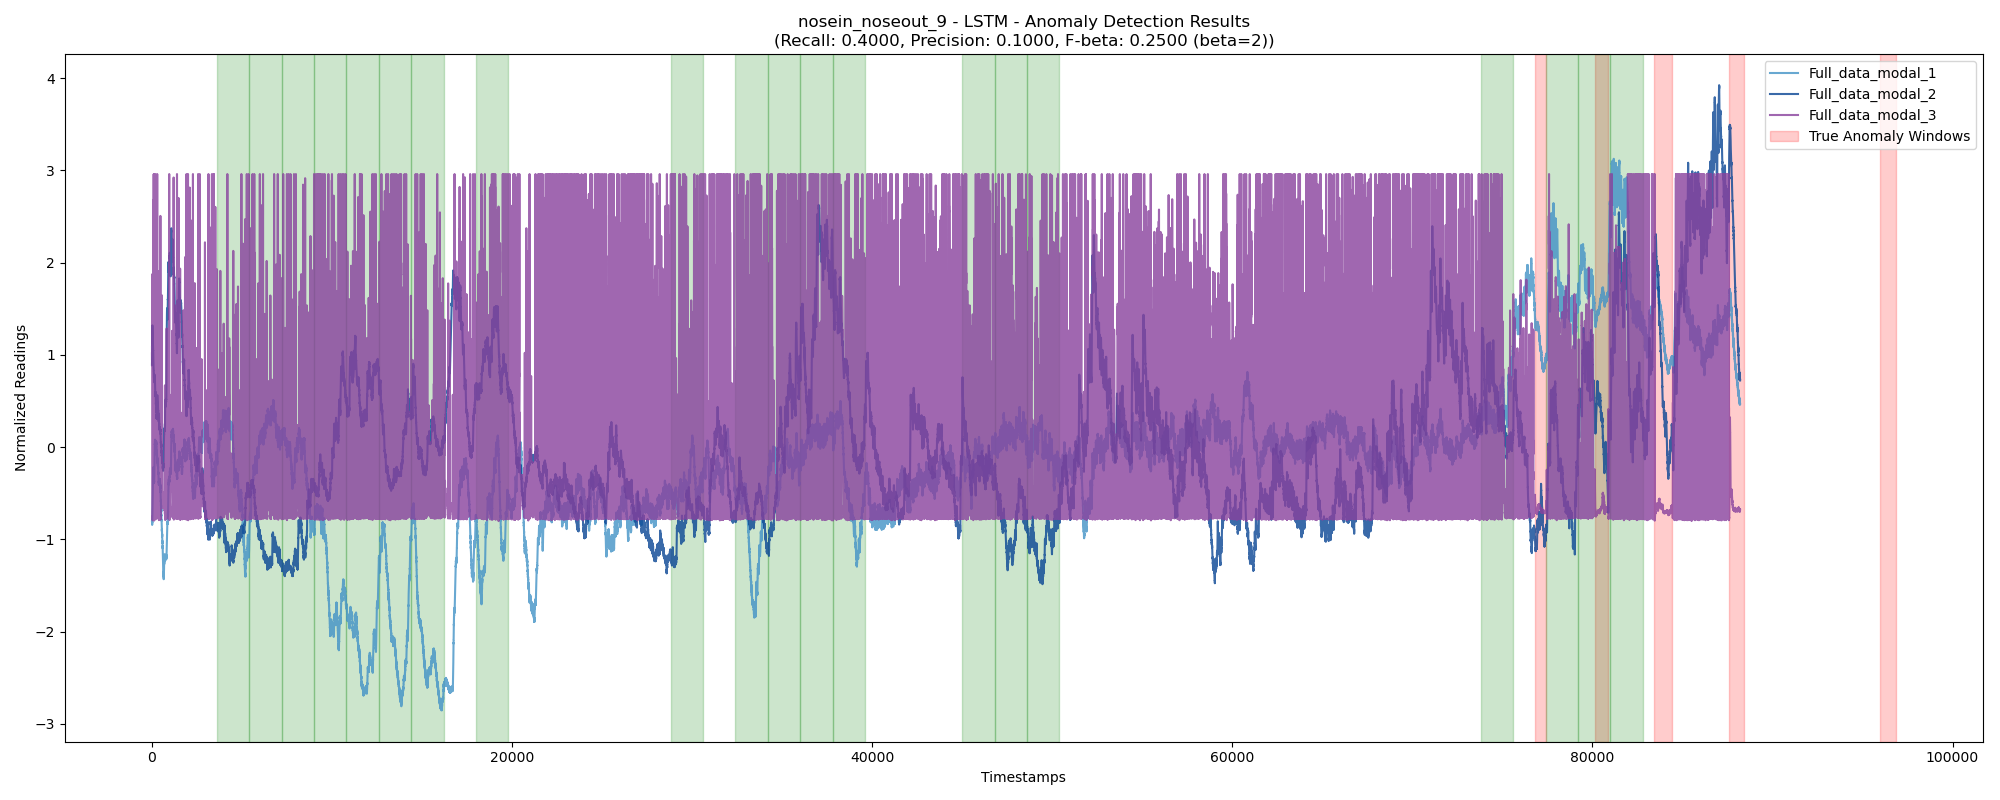 nosein_noseout_9 - LSTM - Anomaly Detection Results
(Recall: 0.4000, Precision: 0.1000, F-beta: 0.2500 (beta=2))
Full_data_modal_1
Full_data_modal_2
Full_data_modal_3
True Anomaly Windows
Normalized Readings
4
3
2
1
0
−1
−2
−3
0
20000
40000
60000
80000
100000
Timestamps